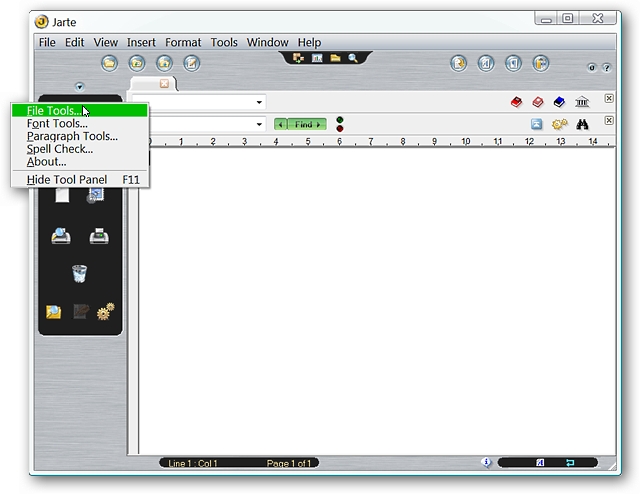 Jarte
File Edit View Insert Format Tools Window Help
File Tools...
Font Tools...
Paragraph Tools...
Spell Check...
About...
Hide Tool Panel F11
Find
0 1 2 3 4 5 6 7 8 9 10 11 12 13 14
Line 1 : Col 1 Page 1 of 1